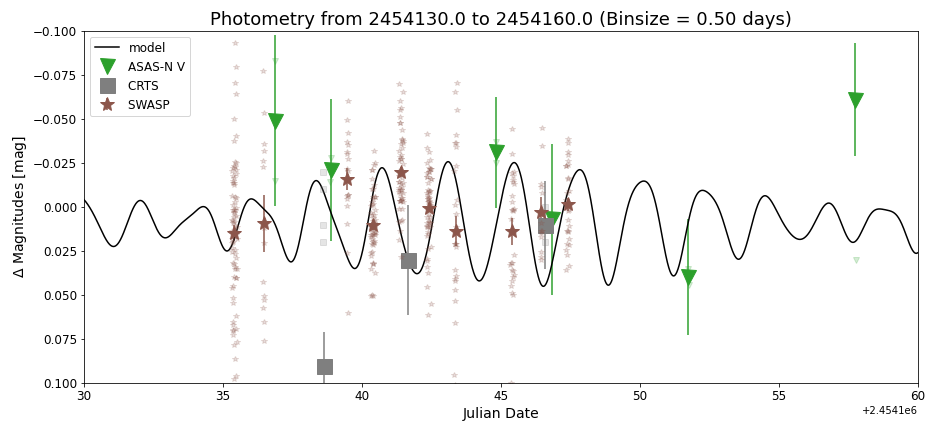 Photometry from 2454130.0 to 2454160.0 (Binsize = 0.50 days)
−0.100
−0.075
−0.050
−0.025
0.000
0.025
0.050
0.075
0.100
Δ Magnitudes [mag]
model
ASAS-N V
CRTS
SWASP
30 35 40 45 50 55 60
+2.4541e6
Julian Date